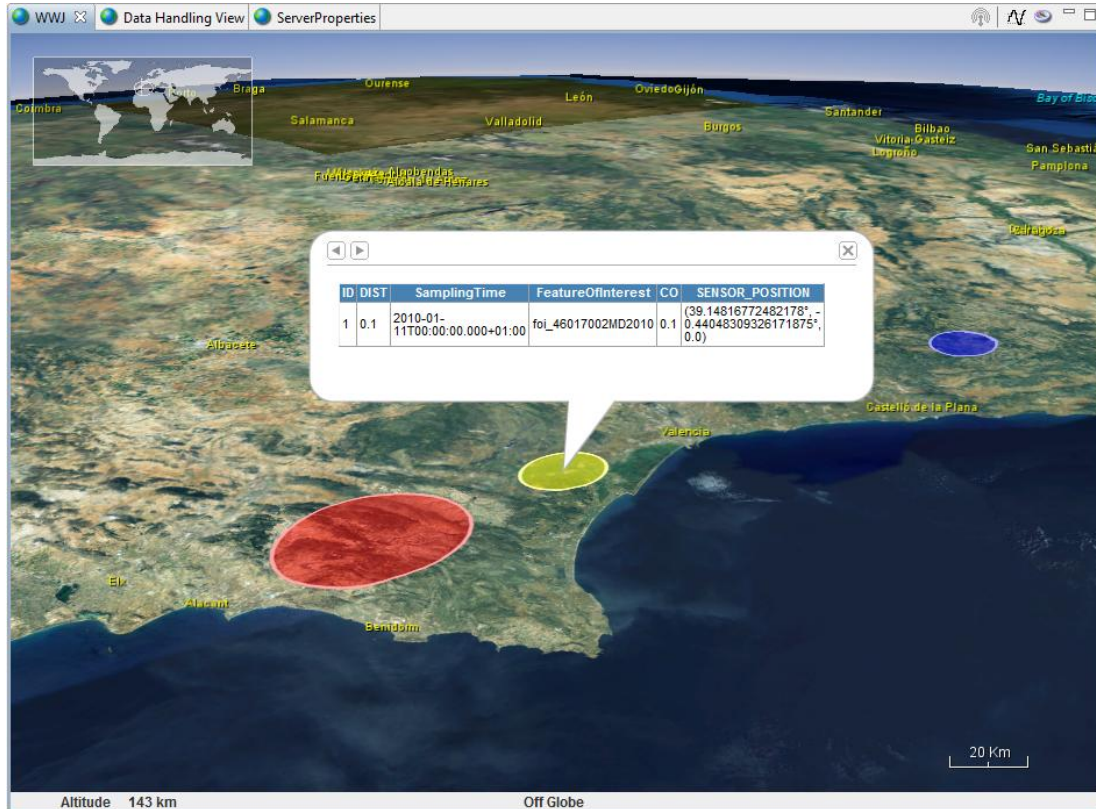 WWJ Data Handling View ServerProperties
Coimbra
Porto
Braga
Ourense
León
Oviedo Gijón
Santander
Bay of Bisc
Salamanca
Valladolid
Burgos
Bilbao
Vitoria-Gasteiz
Logroño
San Sebastiá
Pamplona
Alcalá de Henares
Zaragoza
ID DIST SamplingTime FeatureOfInterest CO SENSOR_POSITION
1 0.1 2010-01-11T00:00:00.000+01:00 foi_46017002MD2010 0.1 (39.14816772482178°, -0.44048309326171875°, 0.0)
Albacete
Castelló de la Plana
Valencia
Elx
Alacant
Benidorm
20 Km
Altitude 143 km Off Globe